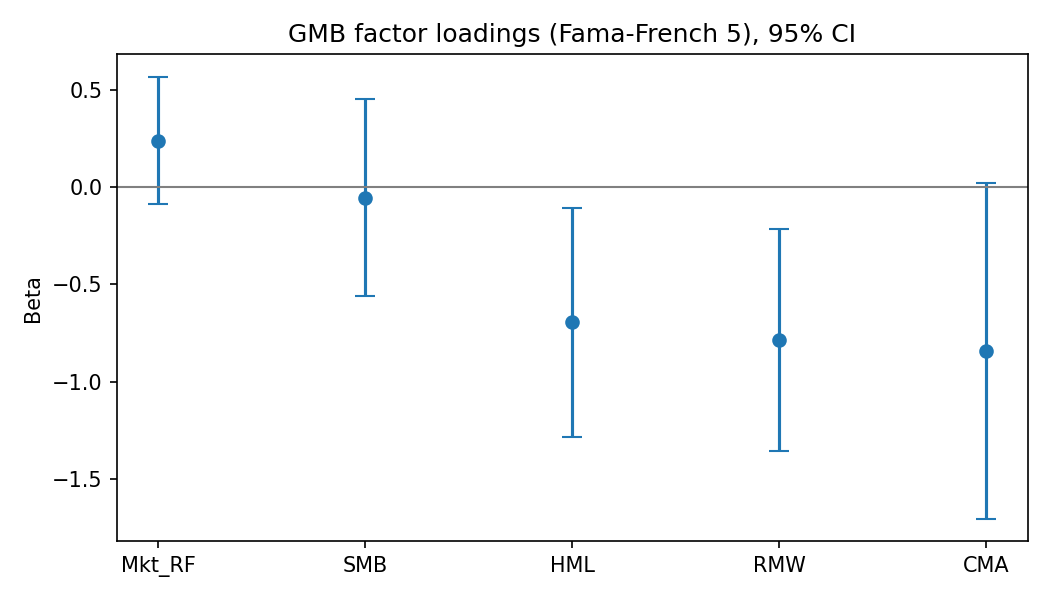 GMB factor loadings (Fama-French 5), 95% CI
Beta
0.5
0.0
−0.5
−1.0
−1.5
Mkt_RF SMB HML RMW CMA